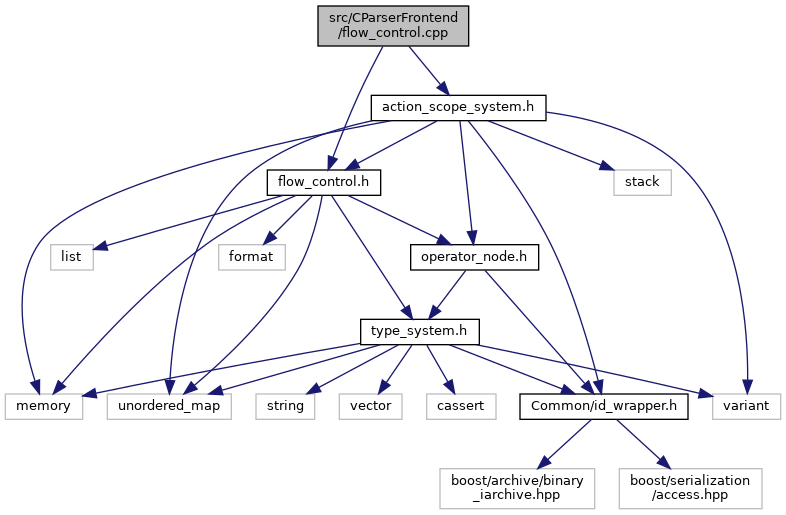 src/CParserFrontend
/flow_control.cpp
action_scope_system.h
flow_control.h
stack
list
format
operator_node.h
type_system.h
memory
unordered_map
string
vector
cassert
Common/id_wrapper.h
variant
boost/archive/binary
_iarchive.hpp
boost/serialization
/access.hpp